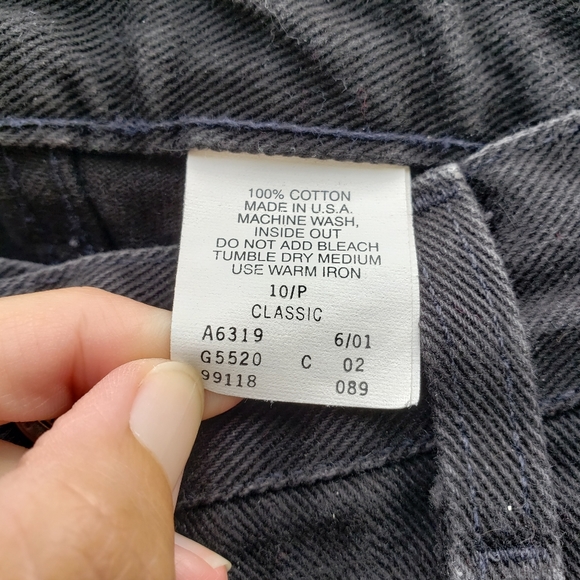 100% COTTON
MADE IN U.S.A.
MACHINE WASH,
INSIDE OUT
DO NOT ADD BLEACH
TUMBLE DRY MEDIUM
USE WARM IRON
10/P
CLASSIC
A6319 6/01
G5520 C 02
99118 089